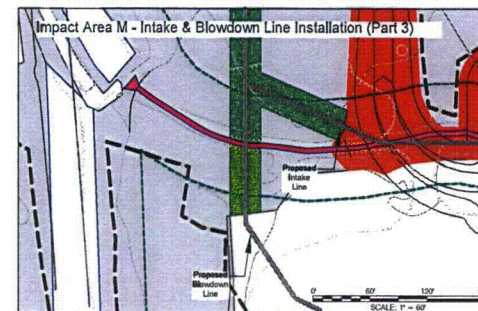 Impact Area M - Intake & Blowdown Line Installation (Part 3)
Proposed
Intake
Line
Proposed
Blowdown
Line
0' 60' 120'
SCALE: 1" = 60'